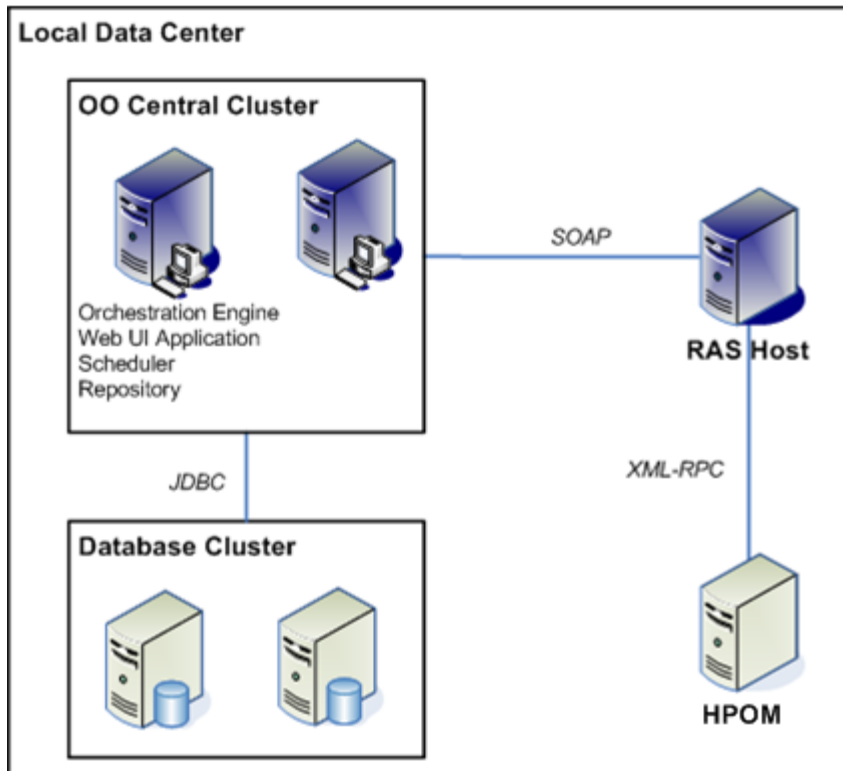 Local Data Center
OO Central Cluster
Orchestration Engine
Web UI Application
Scheduler
Repository
SOAP
RAS Host
JDBC
XML-RPC
Database Cluster
HPOM